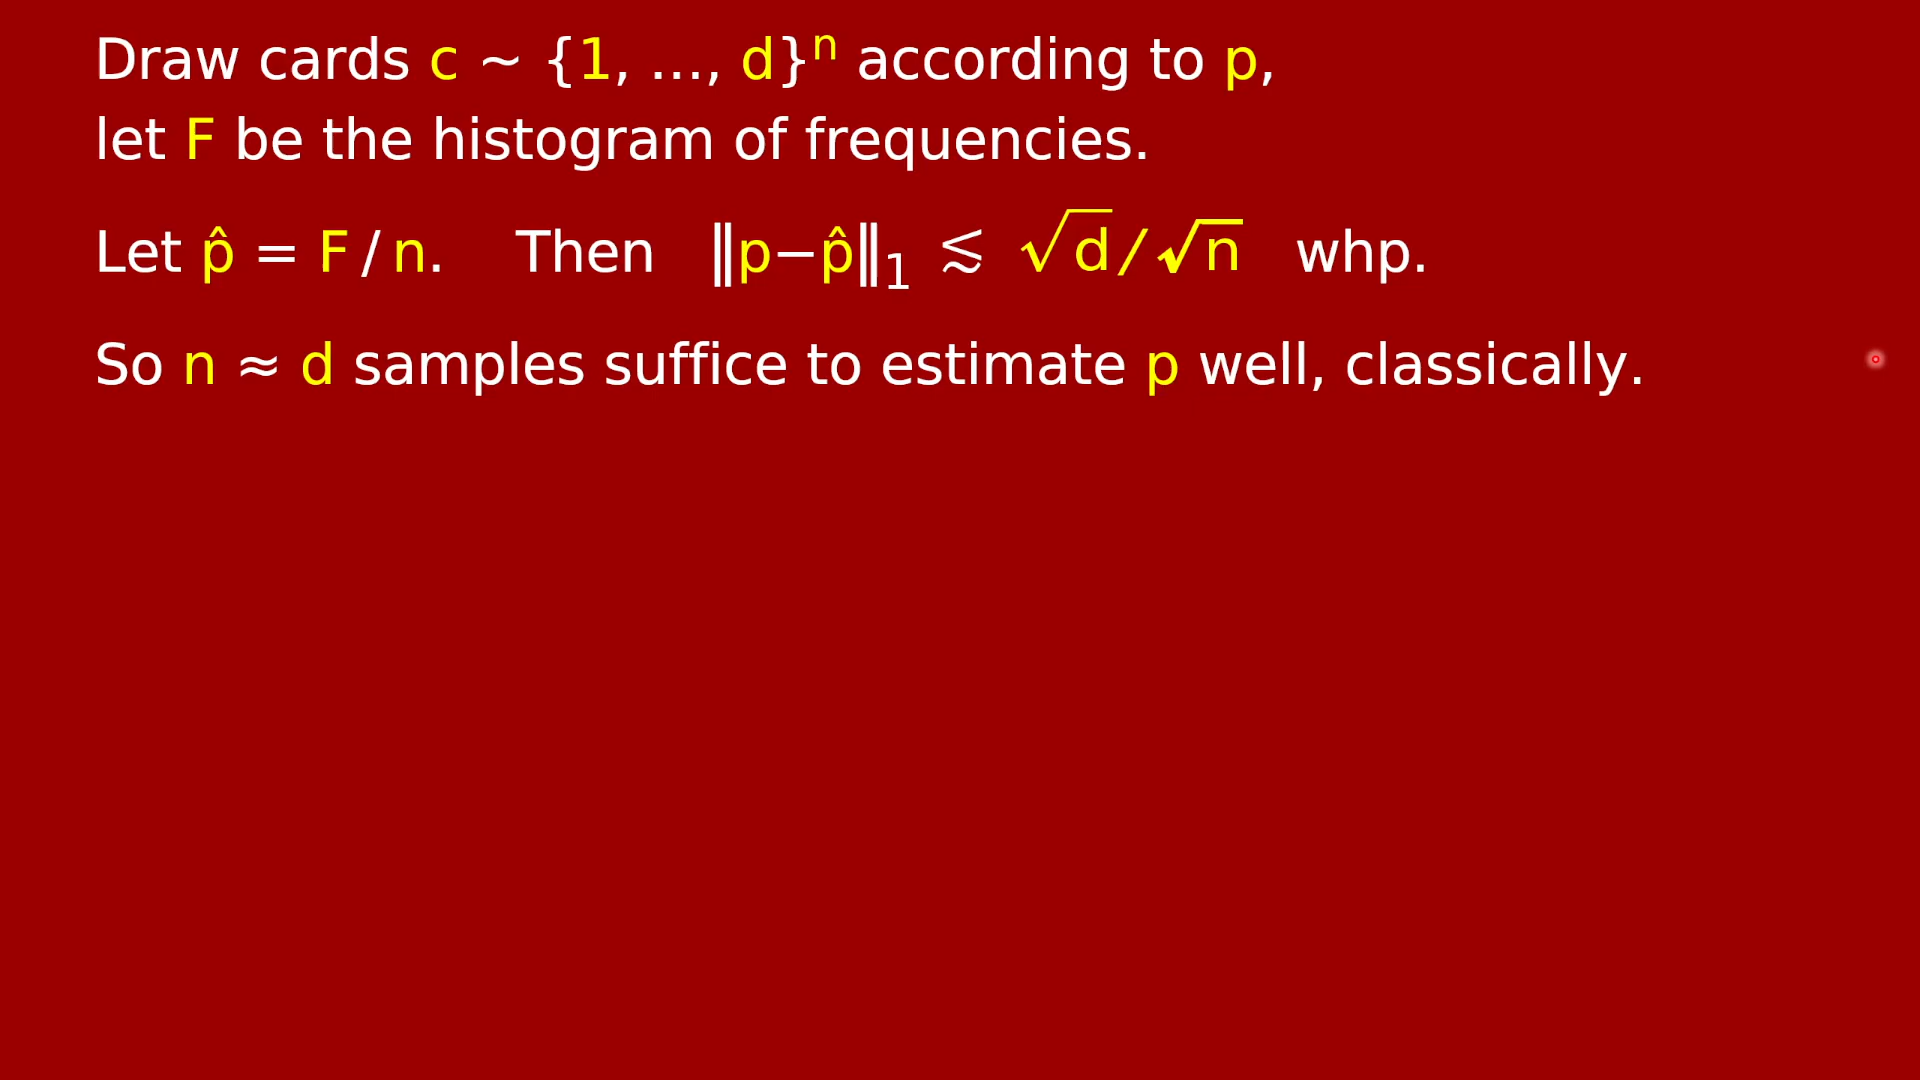 Draw cards c ~ {1, ..., d}ⁿ according to p,
let F be the histogram of frequencies.
Let p̂ = F / n. Then ‖p−p̂‖₁ ⪅ √d/√n whp.
So n ≈ d samples suffice to estimate p well, classically.